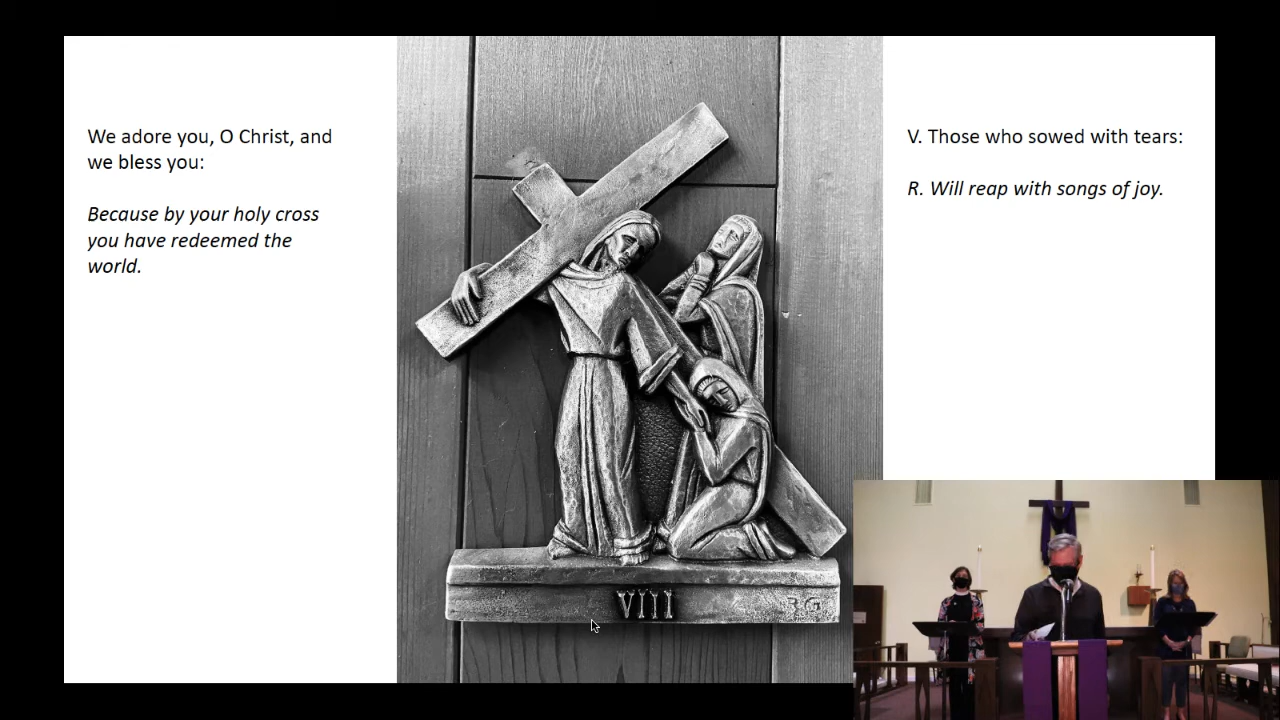 We adore you, O Christ, and
we bless you:
Because by your holy cross
you have redeemed the
world.
V. Those who sowed with tears:
R. Will reap with songs of joy.
VIII
RG